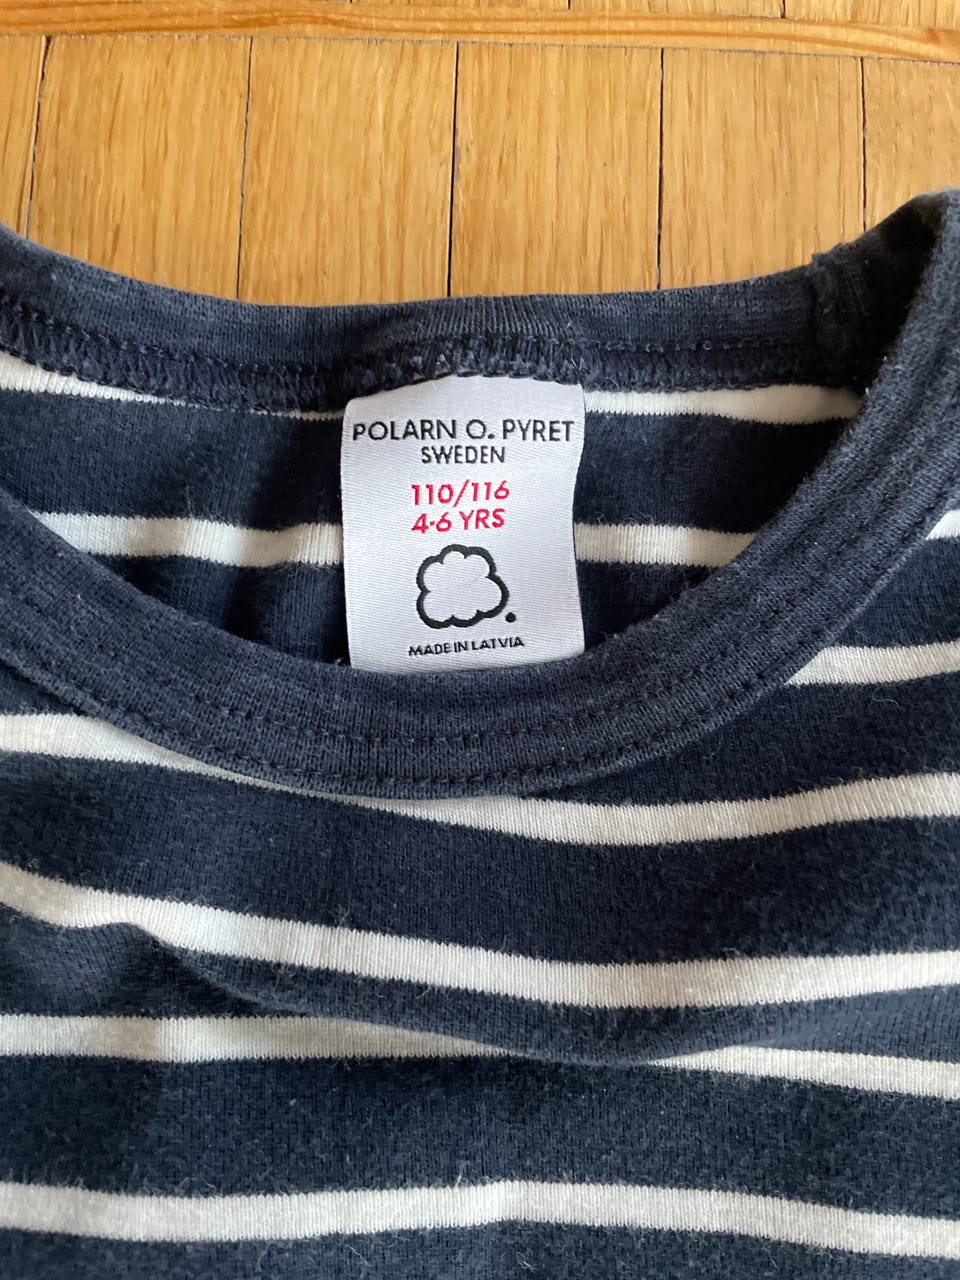 POLARN O. PYRET
SWEDEN
110/116
4-6 YRS
MADE IN LATVIA